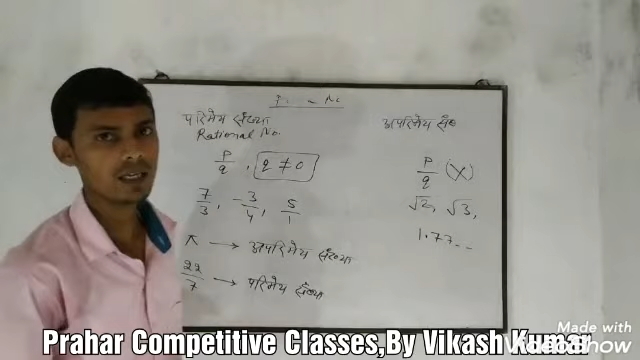 परिमेय संख्या
Rational No.
p/q , q ≠ 0
7/3, -3/4, 5/1
π → अपरिमेय संख्या
22/7 → परिमेय संख्या
अपरिमेय
p/q (X)
√2, √3,
1.77...
Prahar Competitive Classes,By Vikash Kumar
Made with
VideoShow